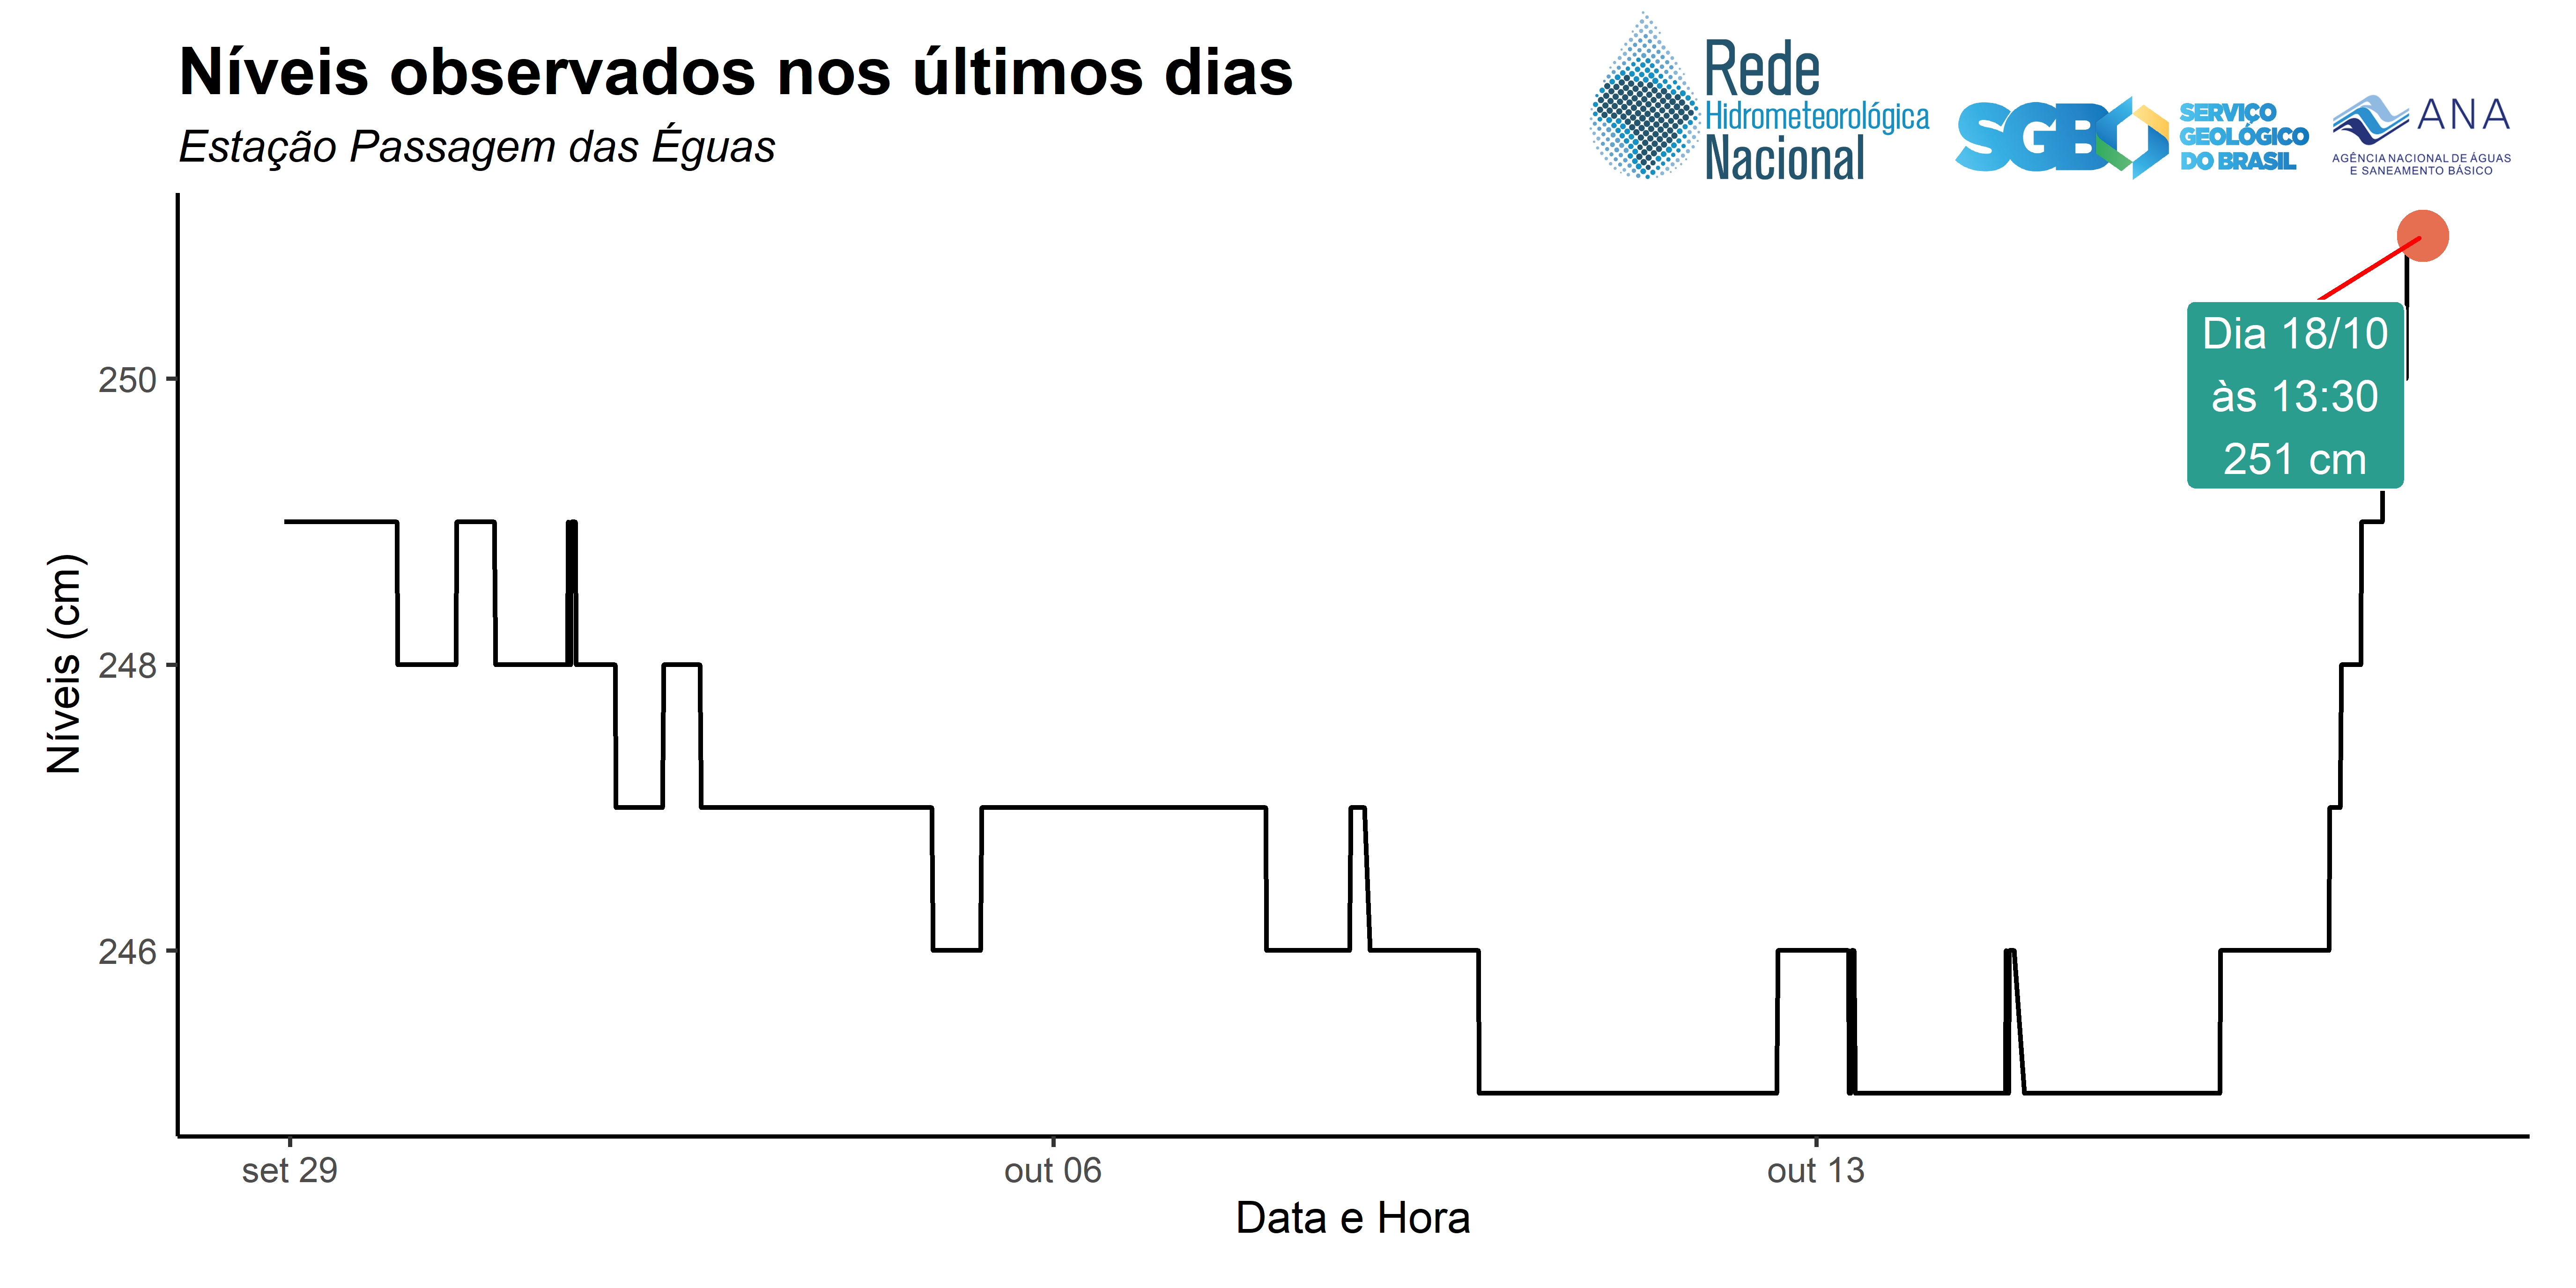 Níveis observados nos últimos dias
Estação Passagem das Éguas
Rede
Hidrometeorológica
Nacional
SGB
SERVIÇO
GEOLÓGICO
DO BRASIL
ANA
AGÊNCIA NACIONAL DE ÁGUAS
E SANEAMENTO BÁSICO
Dia 18/10
às 13:30
251 cm
Níveis (cm)
250
248
246
set 29
out 06
out 13
Data e Hora